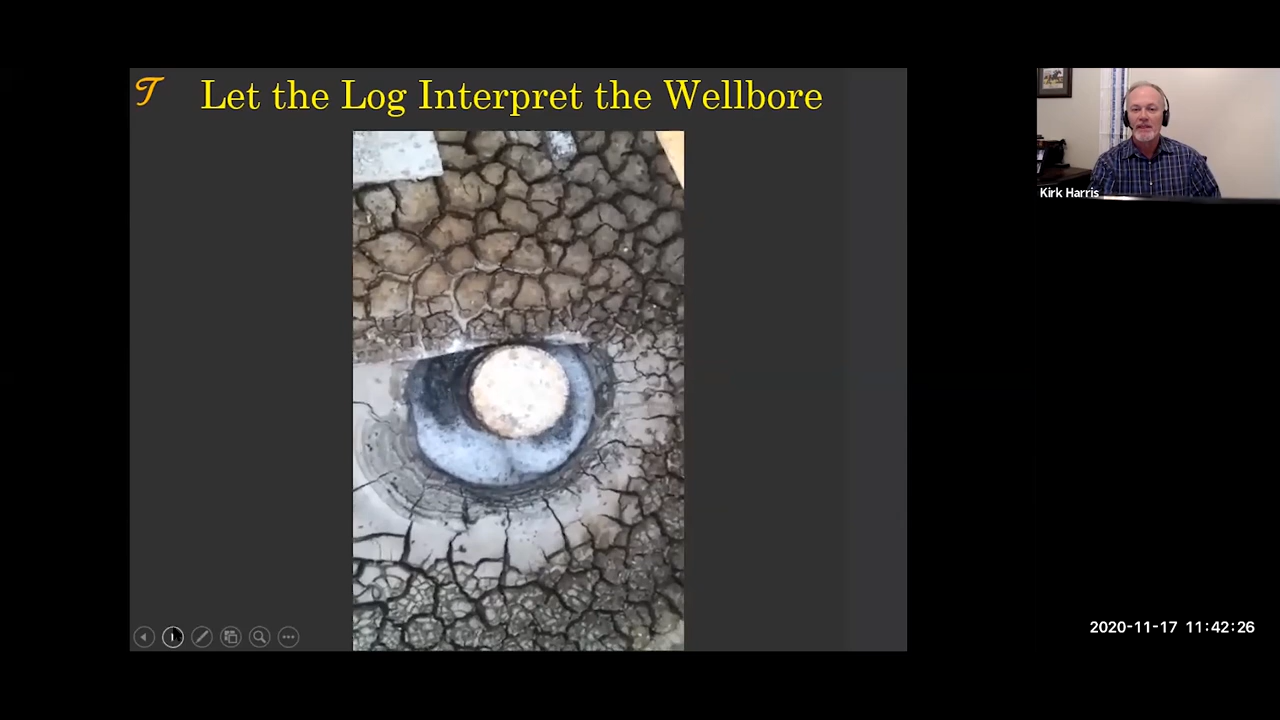 T
Let the Log Interpret the Wellbore
Kirk Harris
2020-11-17 11:42:26